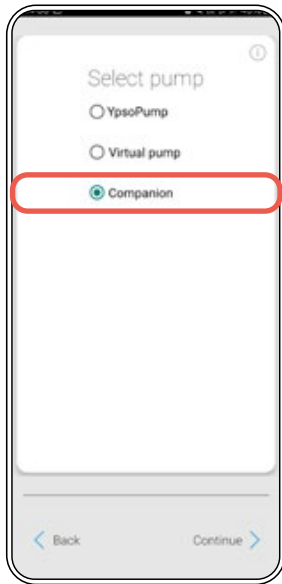 Select pump
YpsoPump
Virtual pump
Companion
Back
Continue